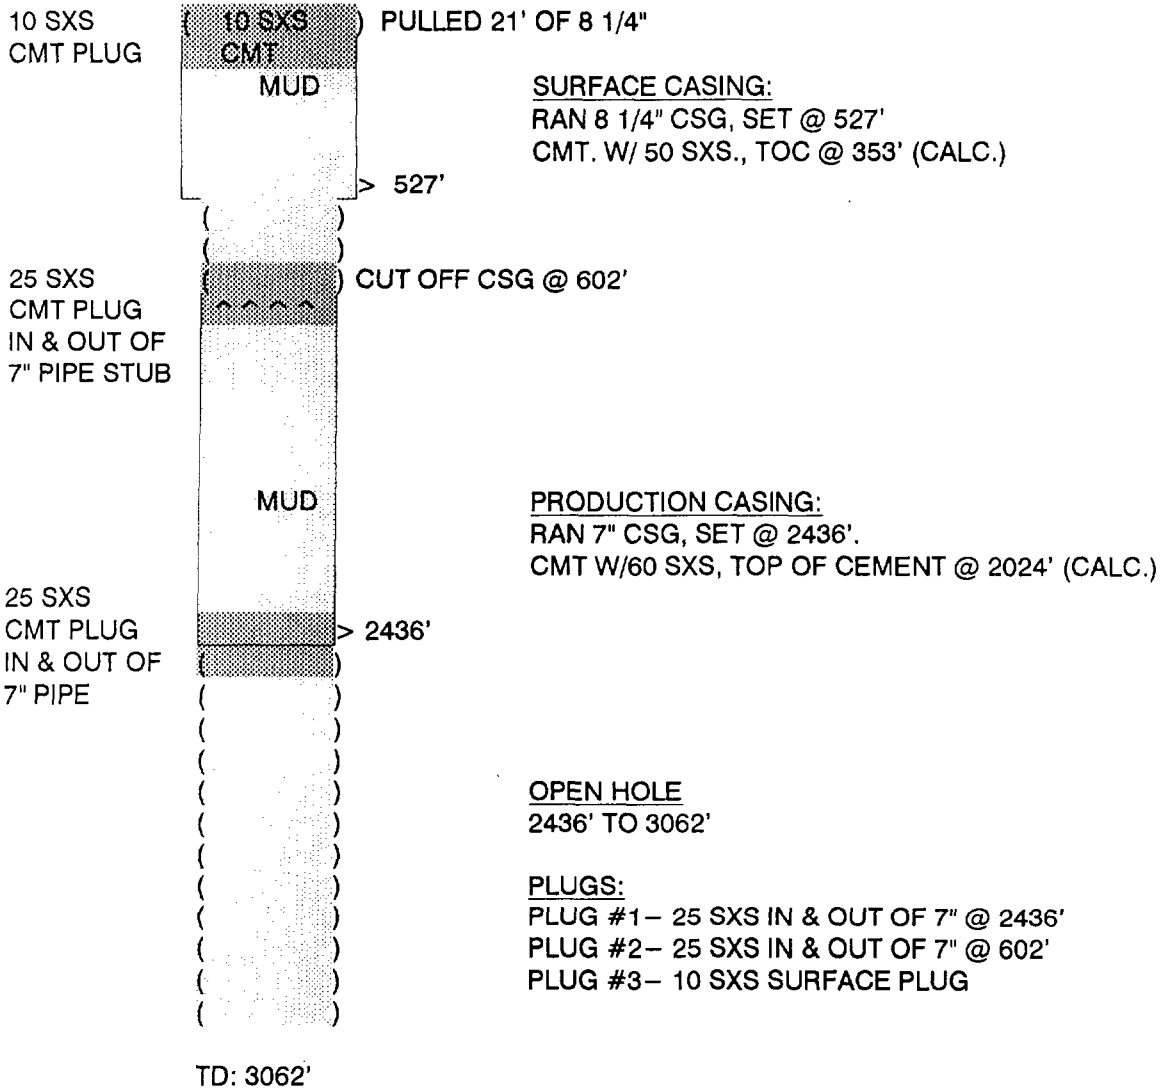 10 SXS
CMT PLUG
( 10 SXS )
CMT
MUD
PULLED 21' OF 8 1/4"
SURFACE CASING:
RAN 8 1/4" CSG, SET @ 527'
CMT. W/ 50 SXS., TOC @ 353' (CALC.)
> 527'
25 SXS
CMT PLUG
IN & OUT OF
7" PIPE STUB
CUT OFF CSG @ 602'
^ ^ ^ ^
MUD
PRODUCTION CASING:
RAN 7" CSG, SET @ 2436'.
CMT W/60 SXS, TOP OF CEMENT @ 2024' (CALC.)
25 SXS
CMT PLUG
IN & OUT OF
7" PIPE
> 2436'
OPEN HOLE
2436' TO 3062'
PLUGS:
PLUG #1– 25 SXS IN & OUT OF 7" @ 2436'
PLUG #2– 25 SXS IN & OUT OF 7" @ 602'
PLUG #3– 10 SXS SURFACE PLUG
TD: 3062'